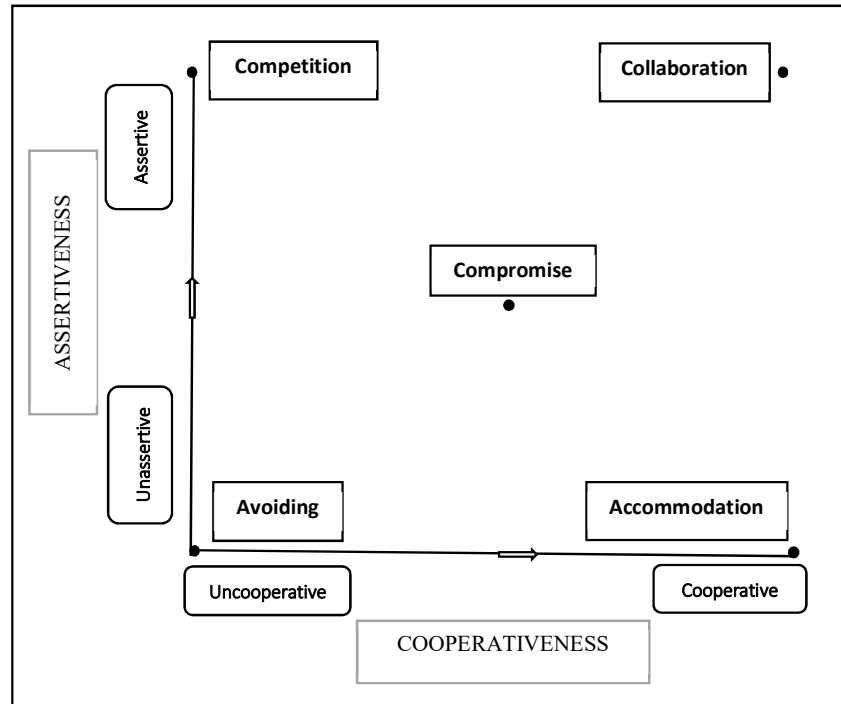 Competition
Collaboration
Assertive
ASSERTIVENESS
Compromise
Unassertive
Avoiding
Accommodation
Uncooperative
Cooperative
COOPERATIVENESS